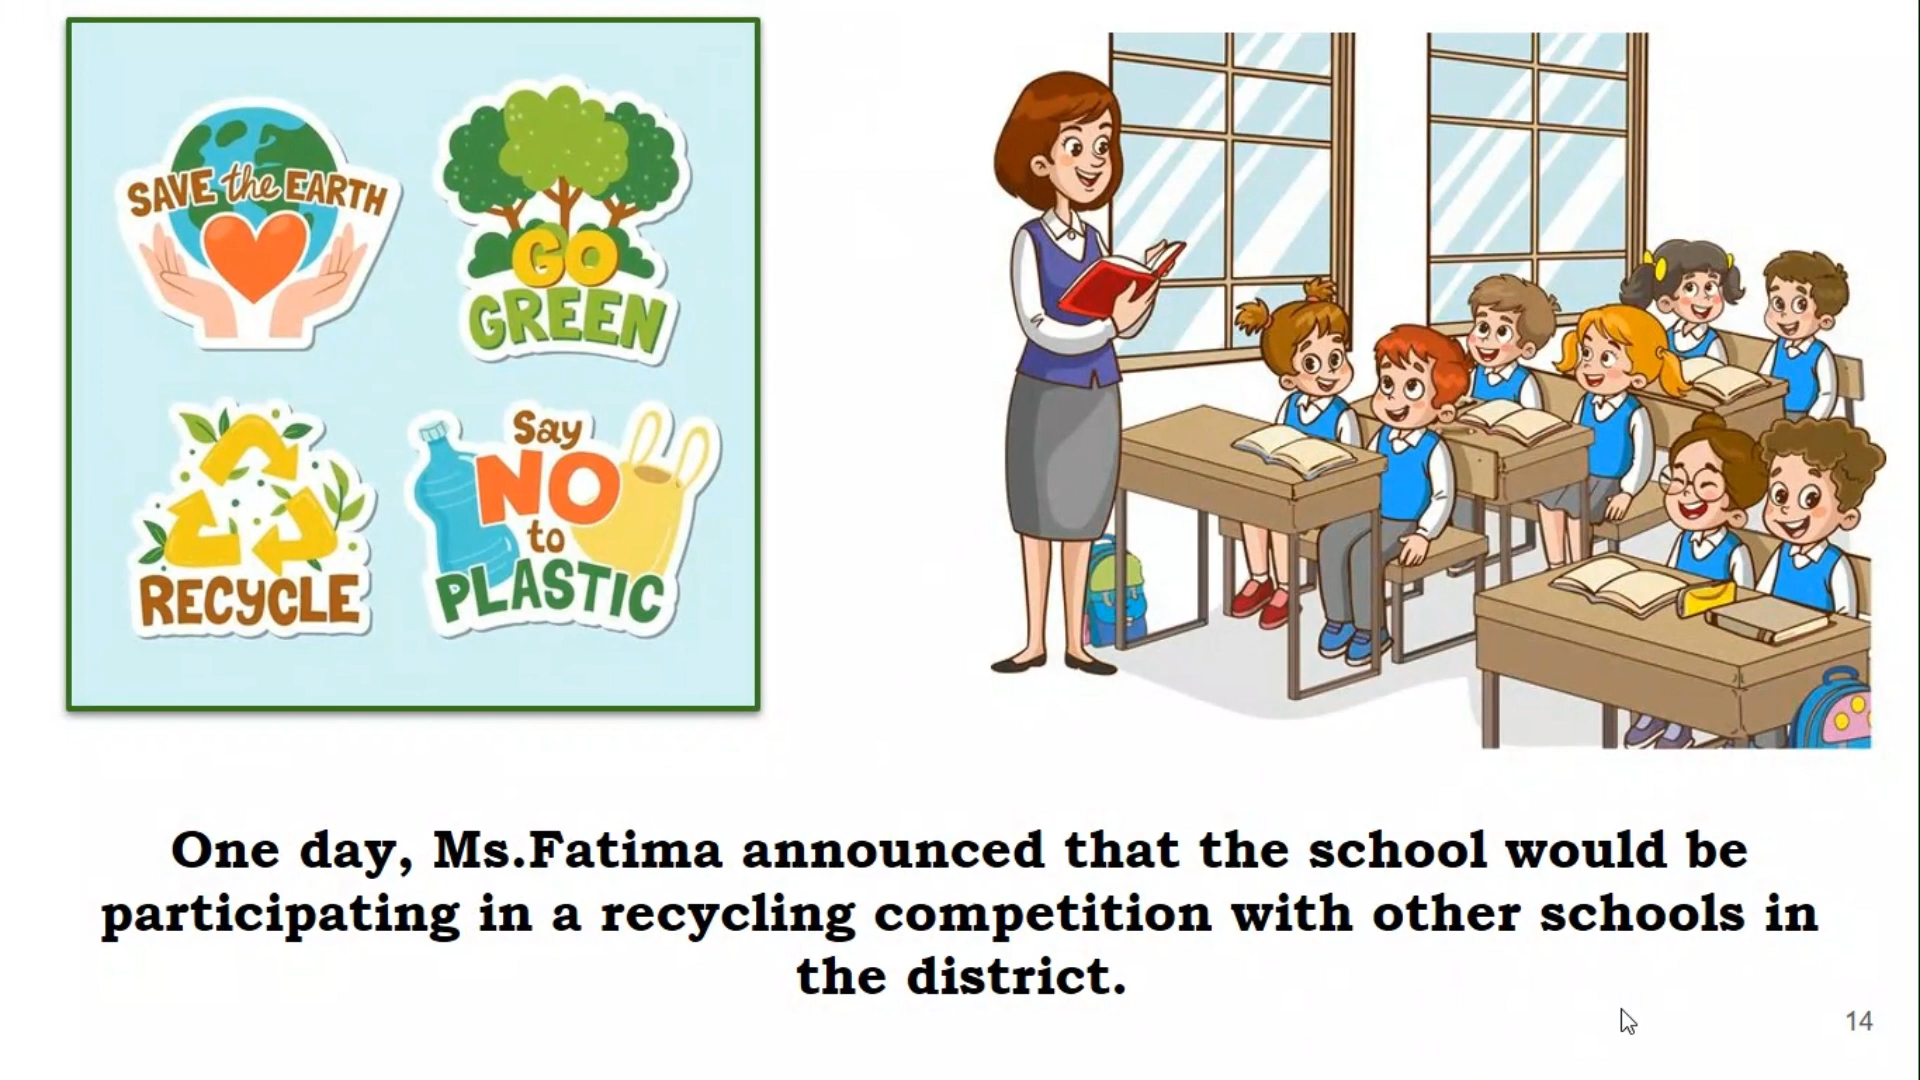 SAVE the EARTH
GO
GREEN
RECYCLE
Say
NO
to
PLASTIC
One day, Ms.Fatima announced that the school would be
participating in a recycling competition with other schools in
the district.
14